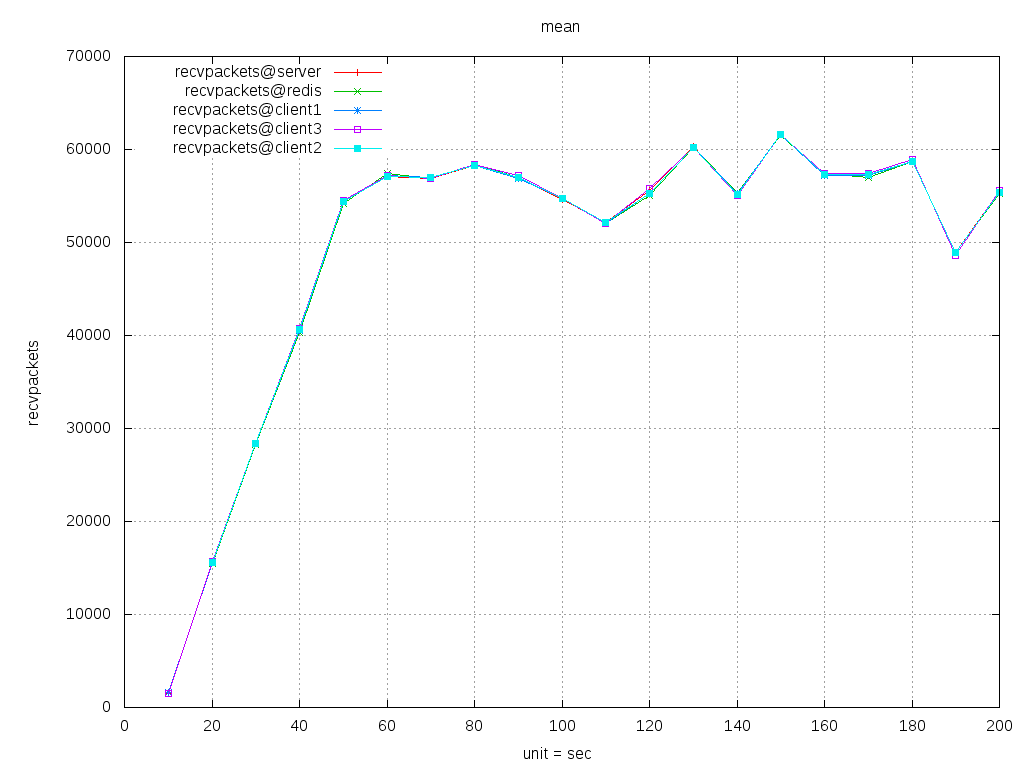 mean
70000
60000
50000
40000
30000
20000
10000
0
recvpackets@server
recvpackets@redis
recvpackets@client1
recvpackets@client3
recvpackets@client2
recvpackets
0 20 40 60 80 100 120 140 160 180 200
unit = sec